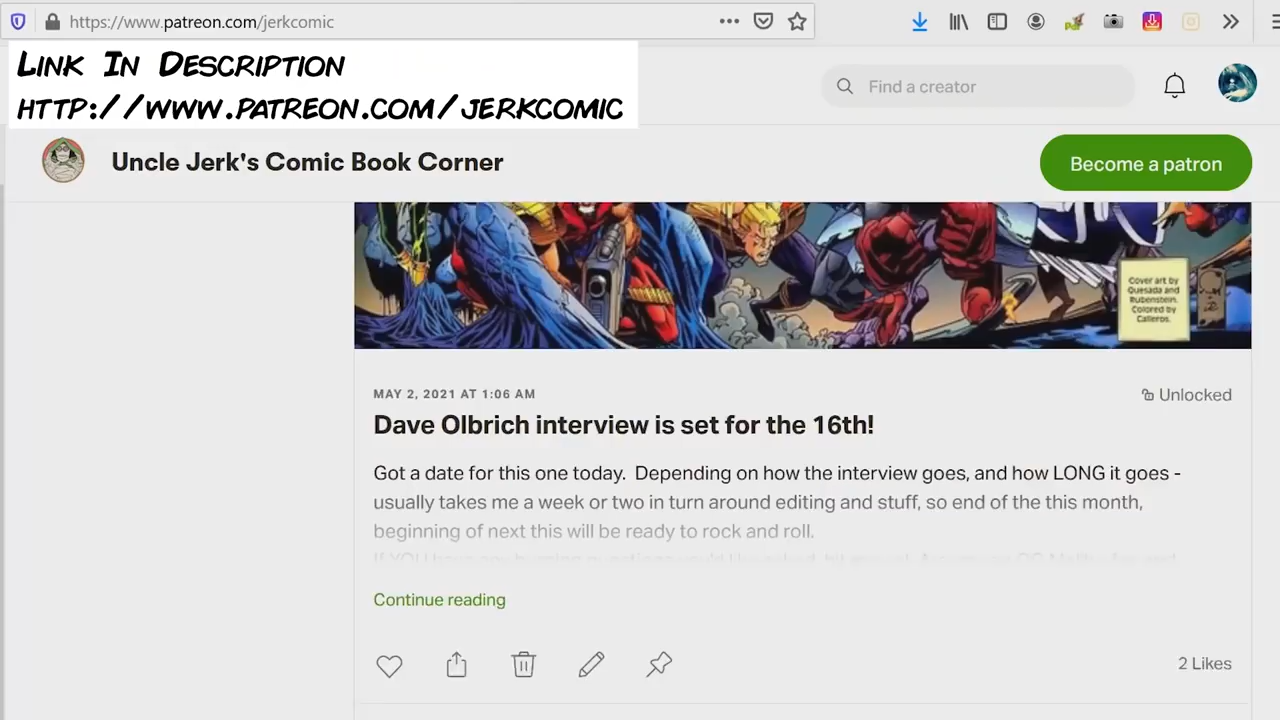 https://www.patreon.com/jerkcomic
Link In Description
http://www.patreon.com/jerkcomic
Find a creator
Uncle Jerk's Comic Book Corner
Become a patron
Cover art by
Quesada and
Rubenstein.
Colored by
Calleros.
MAY 2, 2021 AT 1:06 AM
Unlocked
Dave Olbrich interview is set for the 16th!
Got a date for this one today.  Depending on how the interview goes, and how LONG it goes -
usually takes me a week or two in turn around editing and stuff, so end of the this month,
beginning of next this will be ready to rock and roll.
Continue reading
2 Likes